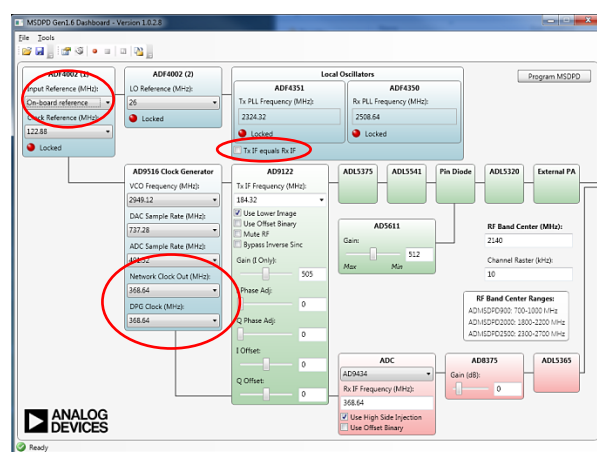 MSDPD Gen1.6 Dashboard - Version 1.0.2.8
File Tools
ADF4002 (1)
Input Reference (MHz):
On-board reference
Clock Reference (MHz):
122.88
Locked
ADF4002 (2)
LO Reference (MHz):
26
Locked
Local Oscillators
ADF4351
Tx PLL Frequency (MHz):
2324.32
Locked
ADF4350
Rx PLL Frequency (MHz):
2508.64
Locked
Tx IF equals Rx IF
Program MSDPD
AD9516 Clock Generator
VCO Frequency (MHz):
2949.12
DAC Sample Rate (MHz):
737.28
ADC Sample Rate (MHz):
491.52
Network Clock Out (MHz):
368.64
DPG Clock (MHz):
368.64
AD9122
Tx IF Frequency (MHz):
184.32
Use Lower Image
Use Offset Binary
Mute RF
Bypass Inverse Sinc
Gain (I Only):
505
Phase Adj:
0
Q Phase Adj:
0
I Offset:
0
Q Offset:
0
ADL5375
ADL5541
Pin Diode
ADL5320
External PA
AD5611
Gain:
512
Max Min
RF Band Center (MHz):
2140
Channel Raster (kHz):
10
RF Band Center Ranges:
ADMSDPD900: 700-1000 MHz
ADMSDPD2000: 1800-2200 MHz
ADMSDPD2500: 2300-2700 MHz
ADC
AD9434
Rx IF Frequency (MHz):
368.64
Use High Side Injection
Use Offset Binary
AD8375
Gain (dB):
0
ADL5365
ANALOG
DEVICES
Ready